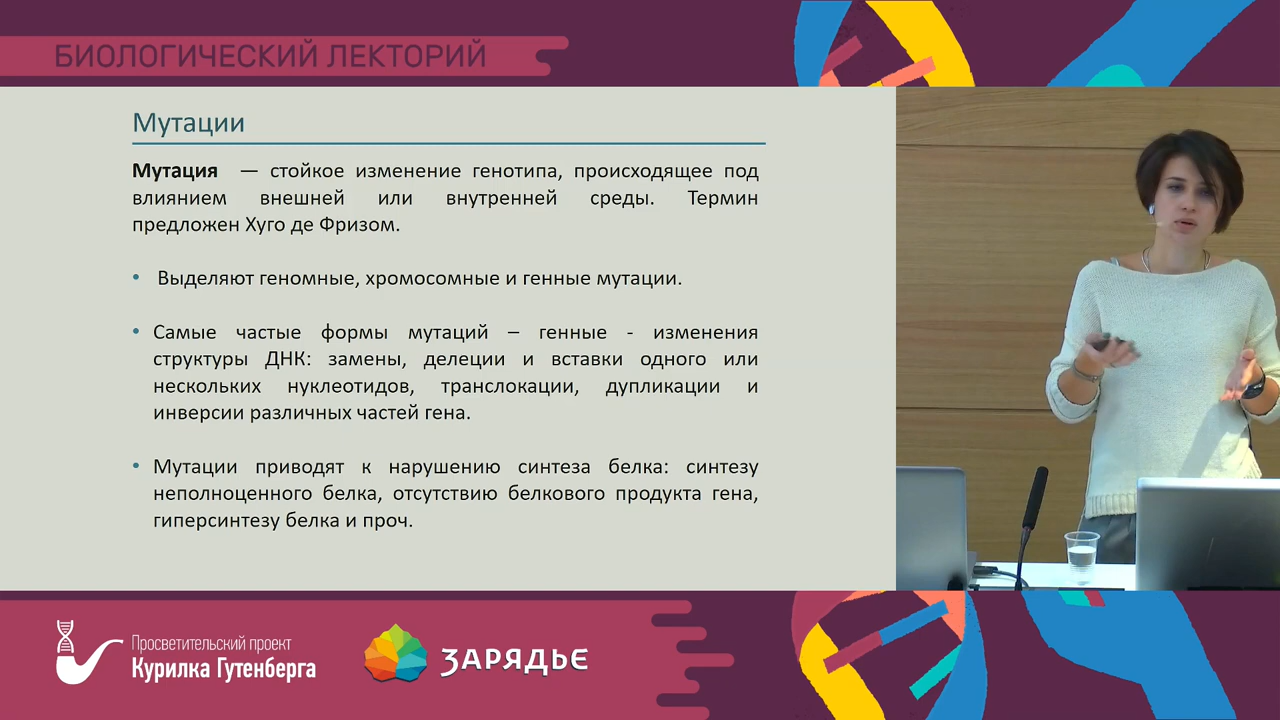 БИОЛОГИЧЕСКИЙ ЛЕКТОРИЙ
Мутации
Мутация — стойкое изменение генотипа, происходящее под
влиянием внешней или внутренней среды. Термин
предложен Хуго де Фризом.
• Выделяют геномные, хромосомные и генные мутации.
• Самые частые формы мутаций – генные - изменения
структуры ДНК: замены, делеции и вставки одного или
нескольких нуклеотидов, транслокации, дупликации и
инверсии различных частей гена.
• Мутации приводят к нарушению синтеза белка: синтезу
неполноценного белка, отсутствию белкового продукта гена,
гиперсинтезу белка и проч.
Просветительский проект
Курилка Гутенберга
ЗАРЯДЬЕ